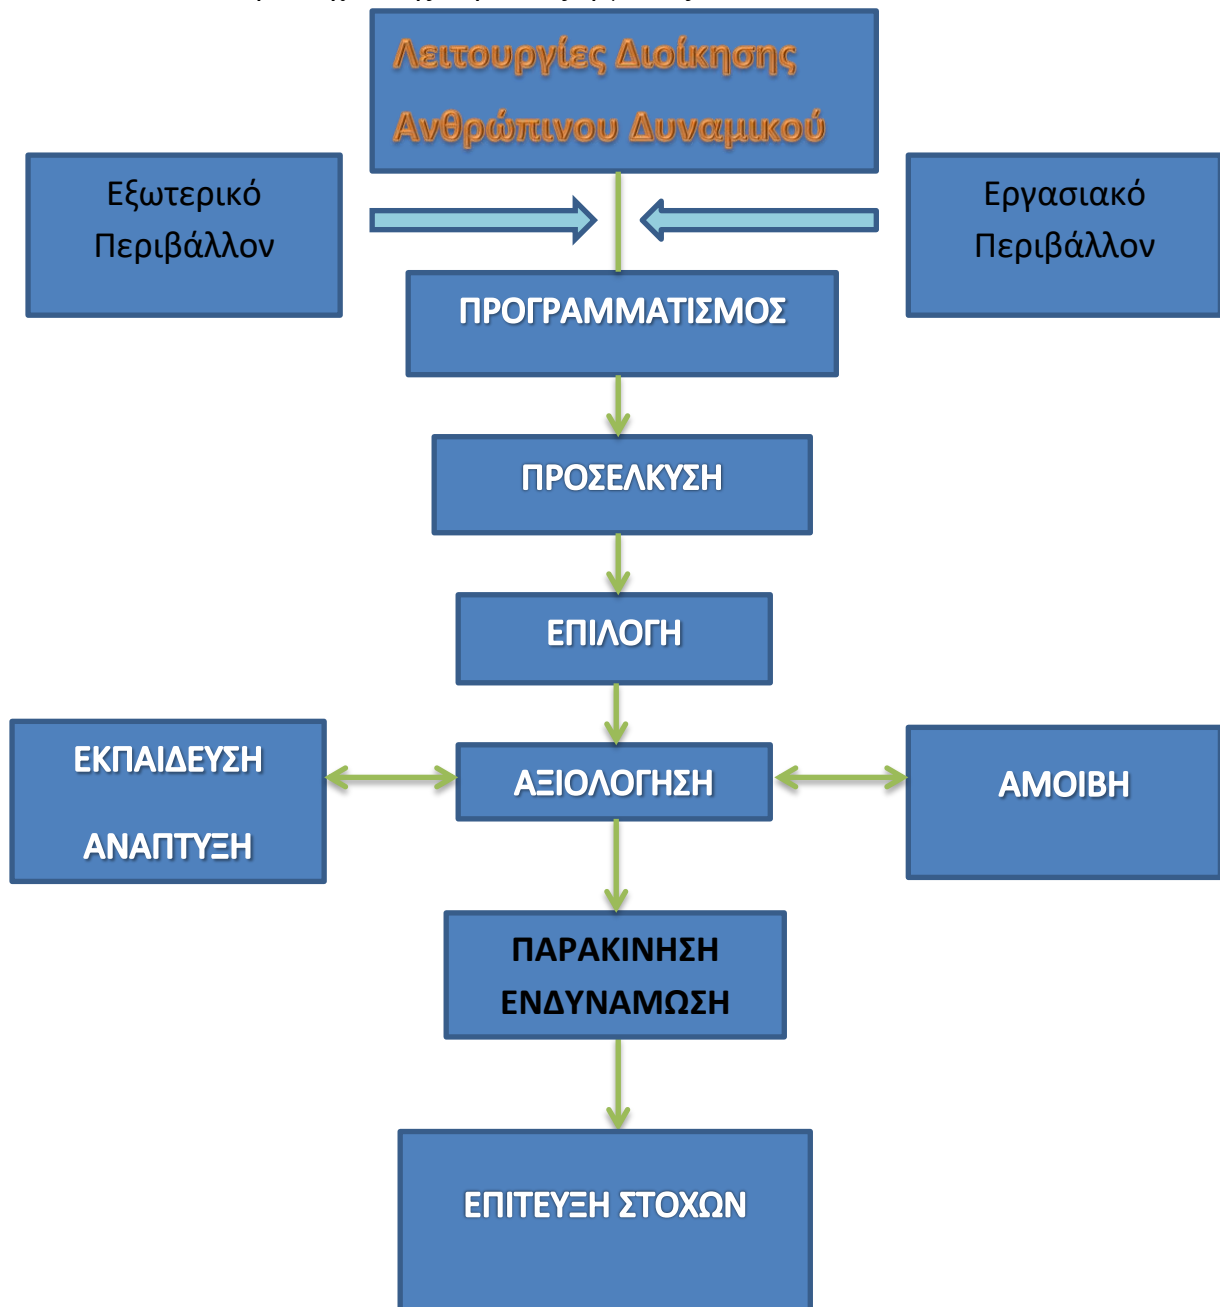 Λειτουργίες Διοίκησης
Ανθρώπινου Δυναμικού
Εξωτερικό
Περιβάλλον
Εργασιακό
Περιβάλλον
ΠΡΟΓΡΑΜΜΑΤΙΣΜΟΣ
ΠΡΟΣΕΛΚΥΣΗ
ΕΠΙΛΟΓΗ
ΕΚΠΑΙΔΕΥΣΗ
ΑΝΑΠΤΥΞΗ
ΑΞΙΟΛΟΓΗΣΗ
ΑΜΟΙΒΗ
ΠΑΡΑΚΙΝΗΣΗ
ΕΝΔΥΝΑΜΩΣΗ
ΕΠΙΤΕΥΞΗ ΣΤΟΧΩΝ